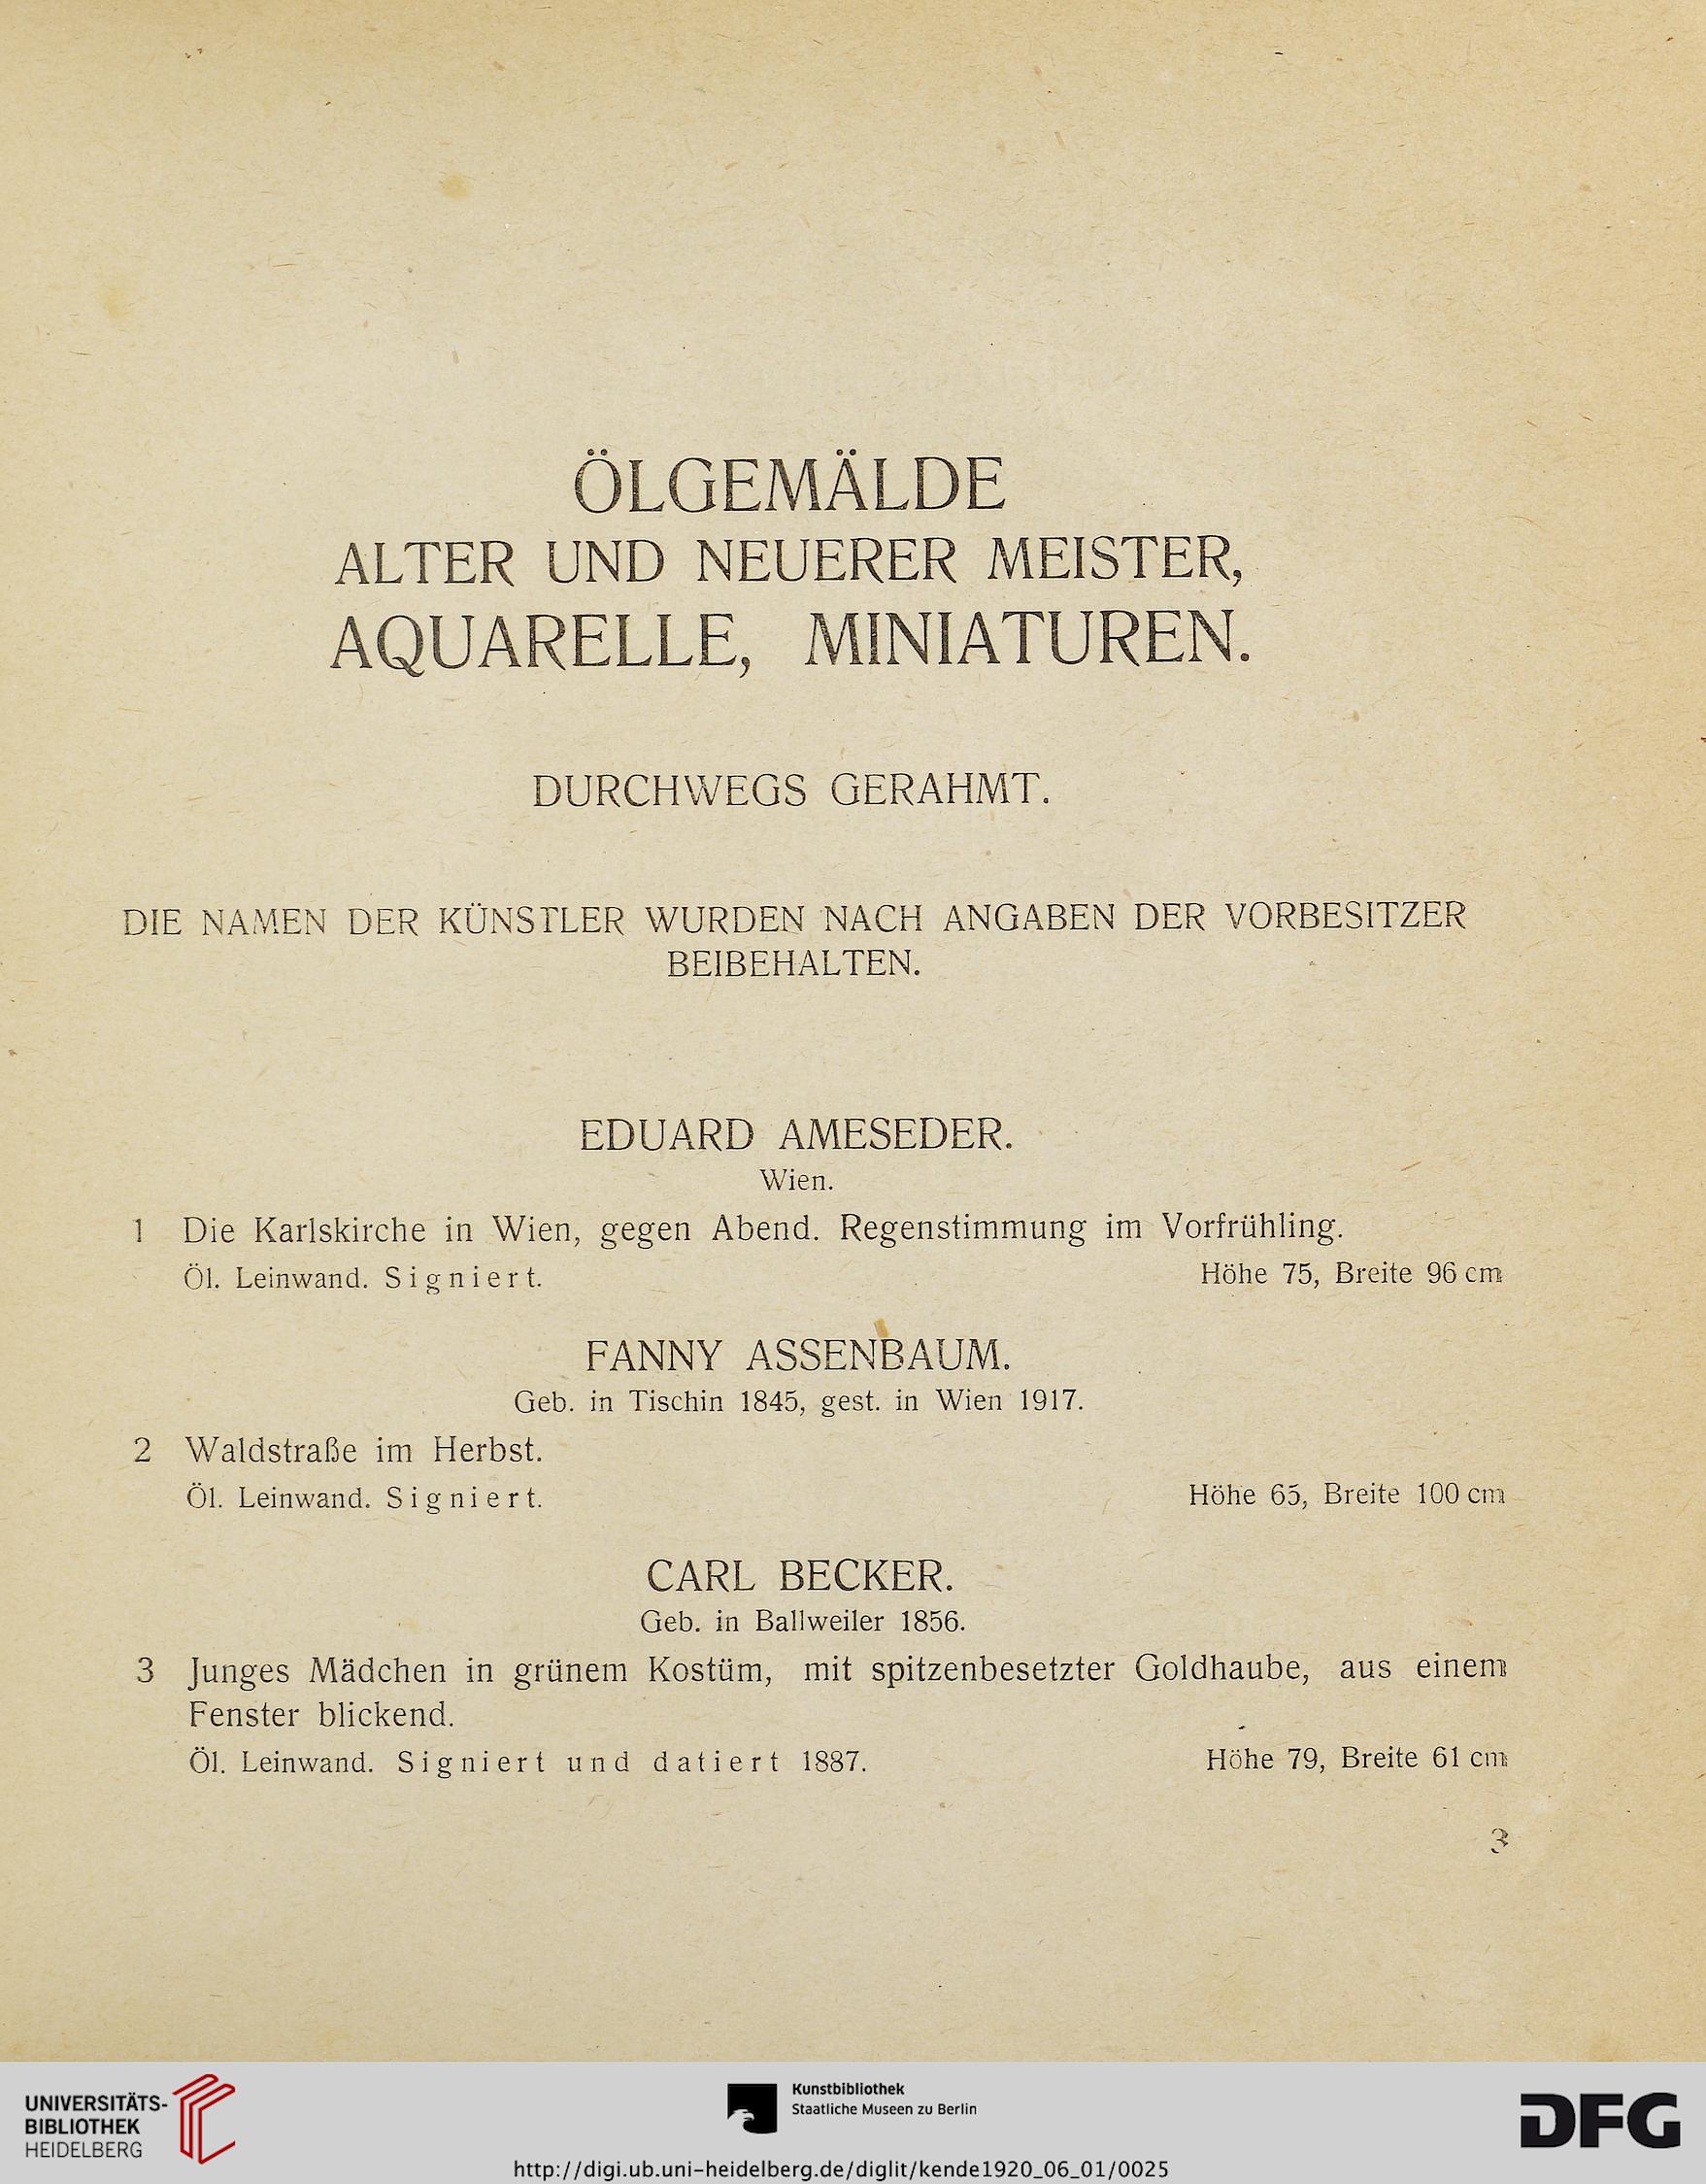 ÖLGEMÄLDE
ALTER UND NEUERER MEISTER,
AQUARELLE, MINIATUREN.
DURCHWEGS GERAHMT.
DIE NAMEN DER KÜNSTLER WURDEN NACH ANGABEN DER VORBESITZER
BEIBEHALTEN.
EDUARD AMESEDER.
Wien.
1 Die Karlskirche in Wien, gegen Abend. Regenstimmung im Vorfrühling.
Öl. Leinwand. Signiert. Höhe 75, Breite 96 cm
FANNY ASSENBAUM.
Geb. in Tischin 1845, gest. in Wien 1917.
2 Waldstraße im Herbst.
Öl. Leinwand. Signiert. Höhe 65, Breite 100 cm
CARL BECKER.
Geb. in Ballweiler 1856.
3 Junges Mädchen in grünem Kostüm, mit spitzenbesetzter Goldhaube, aus einem
Fenster blickend.
Öl. Leinwand. Signiert und datiert 1887. Höhe 79, Breite 61 cm
3
UNIVERSITÄTS-
BIBLIOTHEK
HEIDELBERG
Kunstbibliothek
Staatliche Museen zu Berlin
DFG
http://digi.ub.uni-heidelberg.de/diglit/kende1920_06_01/0025